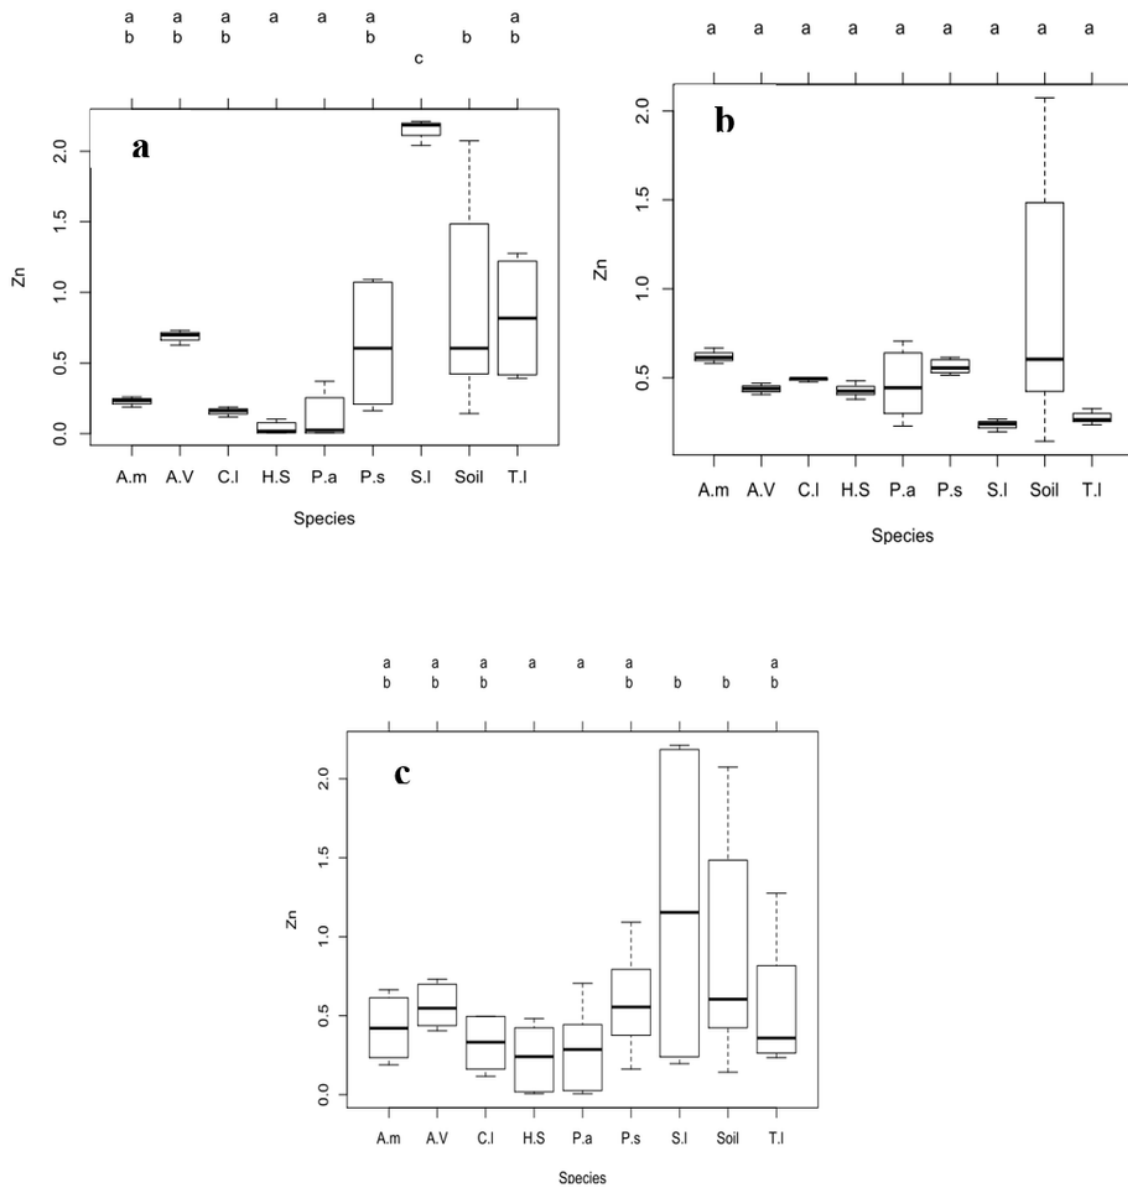 a a a a a a a
b b b b b b
c
a
2.0
1.5
1.0
0.5
0.0
Zn
A.m A.V C.l H.S P.a P.s S.l Soil T.l
Species
a a a a a a a a a
b
2.0
1.5
1.0
0.5
Zn
A.m A.V C.l H.S P.a P.s S.l Soil T.l
Species
a a a a a a a
b b b b b b b
c
2.0
1.5
1.0
0.5
0.0
Zn
A.m A.V C.l H.S P.a P.s S.l Soil T.l
Species